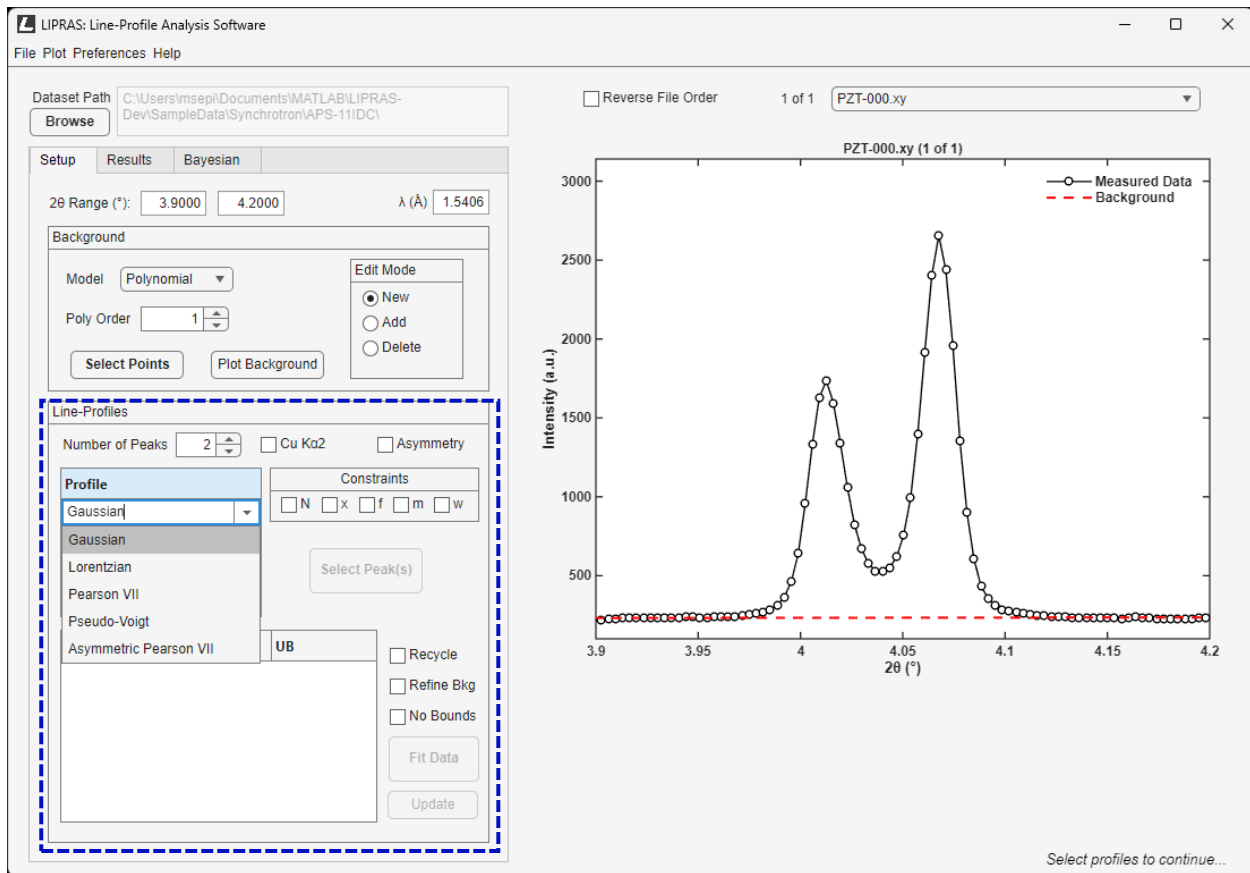 LIPRAS: Line-Profile Analysis Software
File Plot Preferences Help
Dataset Path
C:\Users\msepi\Documents\MATLAB\LIPRAS-
Dev\SampleData\Synchrotron\APS-11IDC\
Browse
Reverse File Order
1 of 1
PZT-000.xy
Setup
Results
Bayesian
2θ Range (°):
3.9000
4.2000
λ (Å)
1.5406
Background
Model
Polynomial
Poly Order
1
Select Points
Plot Background
Edit Mode
New
Add
Delete
Line-Profiles
Number of Peaks
2
Cu Kα2
Asymmetry
Profile
Gaussian
Gaussian
Lorentzian
Pearson VII
Pseudo-Voigt
Asymmetric Pearson VII
Constraints
N x f m w
Select Peak(s)
UB
Recycle
Refine Bkg
No Bounds
Fit Data
Update
PZT-000.xy (1 of 1)
Measured Data
Background
Intensity (a.u.)
3000
2500
2000
1500
1000
500
3.9 3.95 4 4.05 4.1 4.15 4.2
2θ (°)
Select profiles to continue...